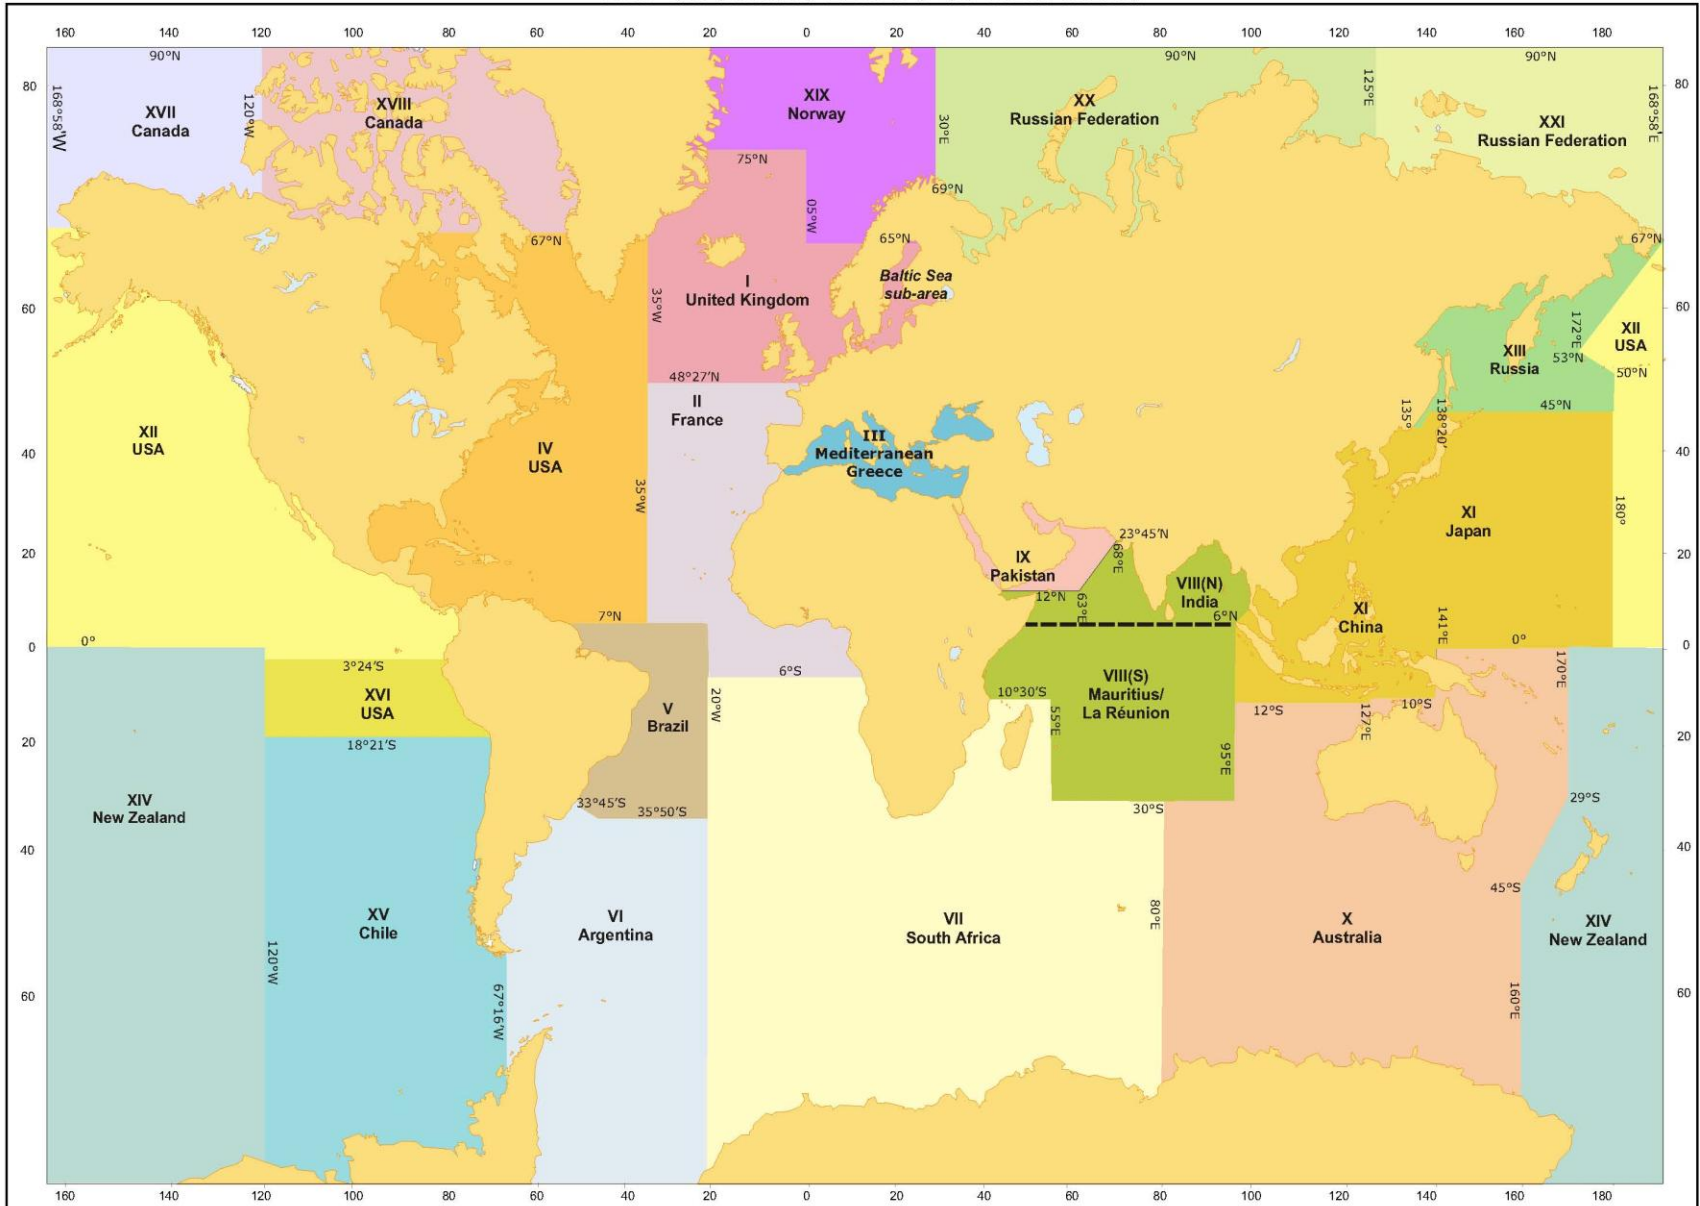 160 140 120 100 80 60 40 20 0 20 40 60 80 100 120 140 160 180
90°N
90°N
90°N
80
80
168°58'W
XVII
Canada
120°W
XVIII
Canada
XIX
Norway
30°E
XX
Russian Federation
125°E
XXI
Russian Federation
168°58'E
75°N
69°N
05°W
67°N
65°N
67°N
Baltic Sea
sub-area
I
United Kingdom
35°W
60
60
172°E
XII
USA
XIII
Russia
53°N
50°N
48°27'N
II
France
135°
138°20'
45°N
XII
USA
IV
USA
III
Mediterranean
Greece
40
40
35°W
180°
XI
Japan
23°45'N
68°E
20
20
IX
Pakistan
VIII(N)
India
12°N
63°E
6°N
7°N
XI
China
141°E
0°
0°
0
0
3°24'S
6°S
170°E
XVI
USA
V
Brazil
20°W
VIII(S)
Mauritius/
La Réunion
10°30'S
55°E
95°E
12°S
127°E
10°S
18°21'S
20
20
XIV
New Zealand
33°45'S
35°50'S
30°S
29°S
40
40
45°S
XV
Chile
VI
Argentina
VII
South Africa
80°E
X
Australia
XIV
New Zealand
120°W
67°16'W
160°E
60
60
160 140 120 100 80 60 40 20 0 20 40 60 80 100 120 140 160 180